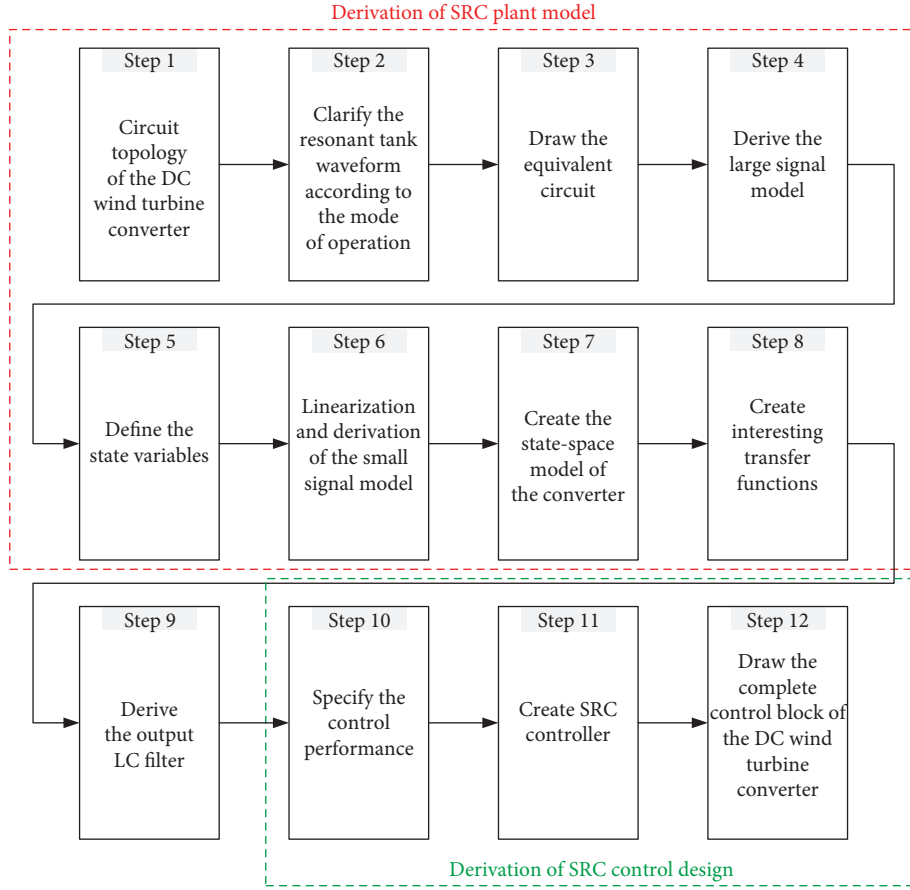 Derivation of SRC plant model
Step 1
Circuit
topology
of the DC
wind turbine
converter
Step 2
Clarify the
resonant tank
waveform
according to
the mode
of operation
Step 3
Draw the
equivalent
circuit
Step 4
Derive the
large signal
model
Step 5
Define the
state variables
Step 6
Linearization
and derivation
of the small
signal model
Step 7
Create the
state-space
model of
the converter
Step 8
Create
interesting
transfer
functions
Step 9
Derive
the output
LC filter
Step 10
Specify the
control
performance
Step 11
Create SRC
controller
Step 12
Draw the
complete
control block of
the DC wind
turbine
converter
Derivation of SRC control design